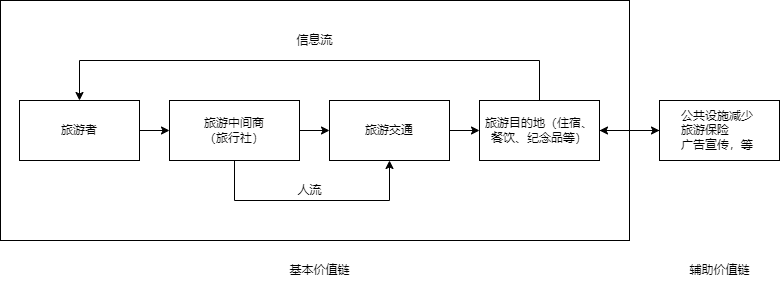 信息流
旅游者
旅游中间商
（旅行社）
旅游交通
旅游目的地（住宿、
餐饮、纪念品等）
公共设施减少
旅游保险
广告宣传，等
人流
基本价值链
辅助价值链